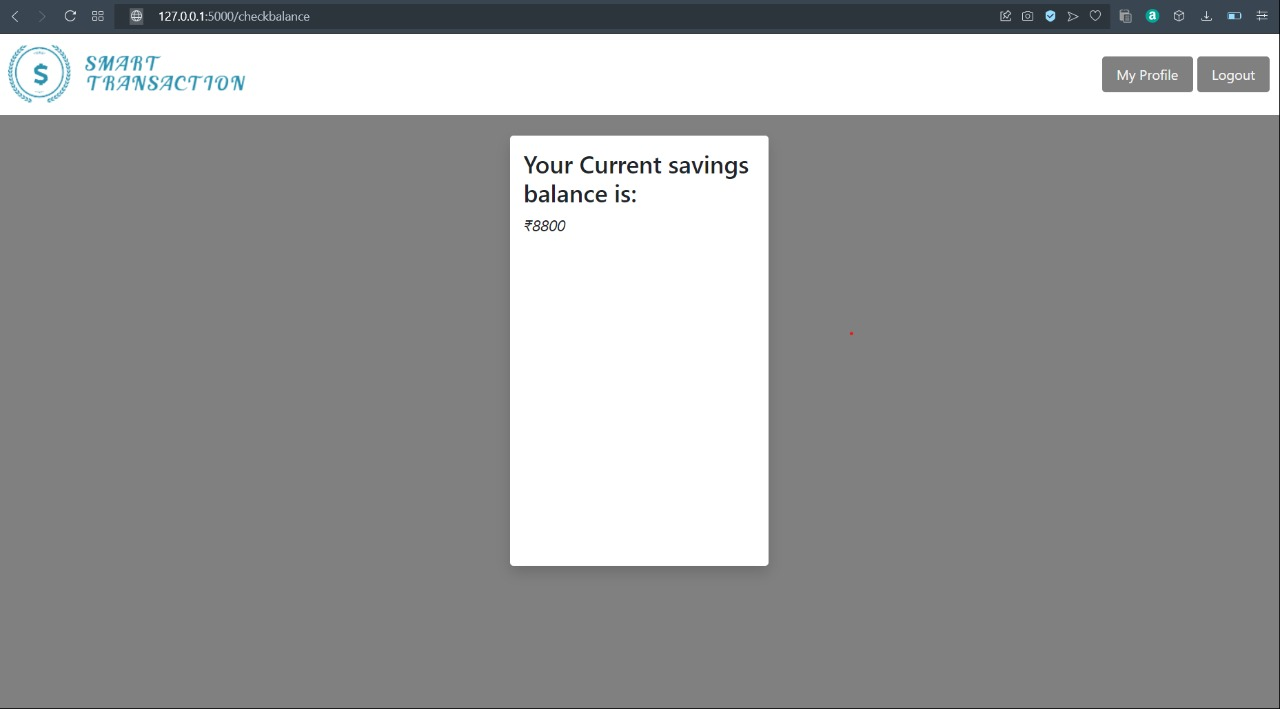 127.0.0.1:5000/checkbalance
a
$
SMART
TRANSACTION
My Profile
Logout
Your Current savings
balance is:
₹8800